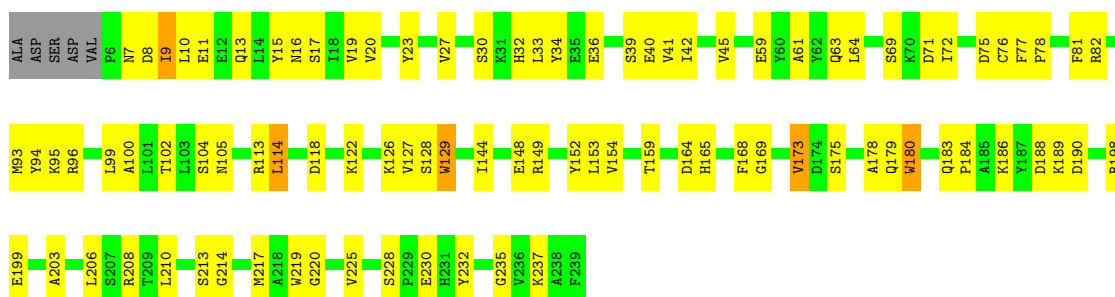 ALA ASP SER ASP VAL P6 N7 D8 I9 L10 E11 E12 Q13 L14 Y15 N16 S17 I18 V19 V20 Y23 V27 S30 K31 H32 L33 Y34 E35 E36 S39 E40 V41 I42 V45 E59 Y60 A61 Y62 Q63 L64 S69 K70 D71 I72 D75 C76 F77 P78 F81 R82
M93 Y94 K95 R96 L99 A100 L101 T102 L103 S104 N105 R113 L114 D118 K122 K126 V127 S128 W129 I144 E148 R149 Y152 L153 V154 T159 D164 H165 F168 G169 V173 D174 S175 A178 Q179 W180 Q183 P184 A185 K186 Y187 D188 K189 D190
E199 A203 L206 S207 R208 T209 L210 S213 G214 M217 A218 W219 G220 V225 S228 P229 E230 H231 Y232 G235 V236 K237 A238 F239